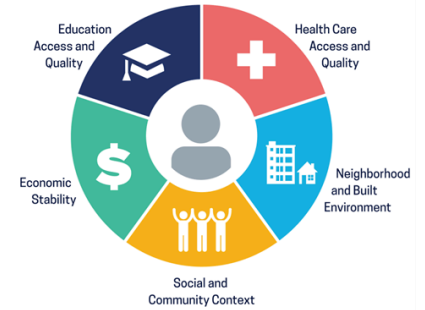 Education
Access and
Quality
Health Care
Access and
Quality
$
Economic
Stability
Neighborhood
and Built
Environment
Social and
Community Context